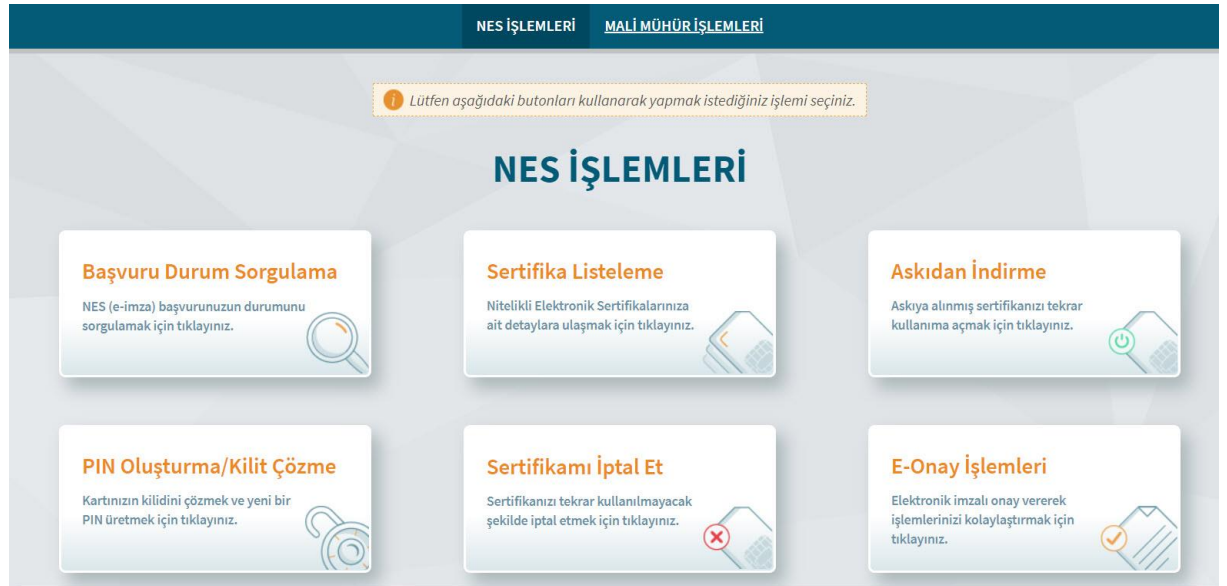 NES İŞLEMLERİ
MALİ MÜHÜR İŞLEMLERİ
Lütfen aşağıdaki butonları kullanarak yapmak istediğiniz işlemi seçiniz.
NES İŞLEMLERİ
Başvuru Durum Sorgulama
NES (e-imza) başvurunuzun durumunu
sorgulamak için tıklayınız.
Sertifika Listeleme
Nitelikli Elektronik Sertifikalarınıza
ait detaylara ulaşmak için tıklayınız.
Askıdan İndirme
Askıya alınmış sertifikanızı tekrar
kullanıma açmak için tıklayınız.
PIN Oluşturma/Kilit Çözme
Kartınızın kilidini çözmek ve yeni bir
PIN üretmek için tıklayınız.
Sertifikamı İptal Et
Sertifikanızı tekrar kullanılmayacak
şekilde iptal etmek için tıklayınız.
E-Onay İşlemleri
Elektronik imzalı onay vererek
işlemlerinizi kolaylaştırmak için
tıklayınız.